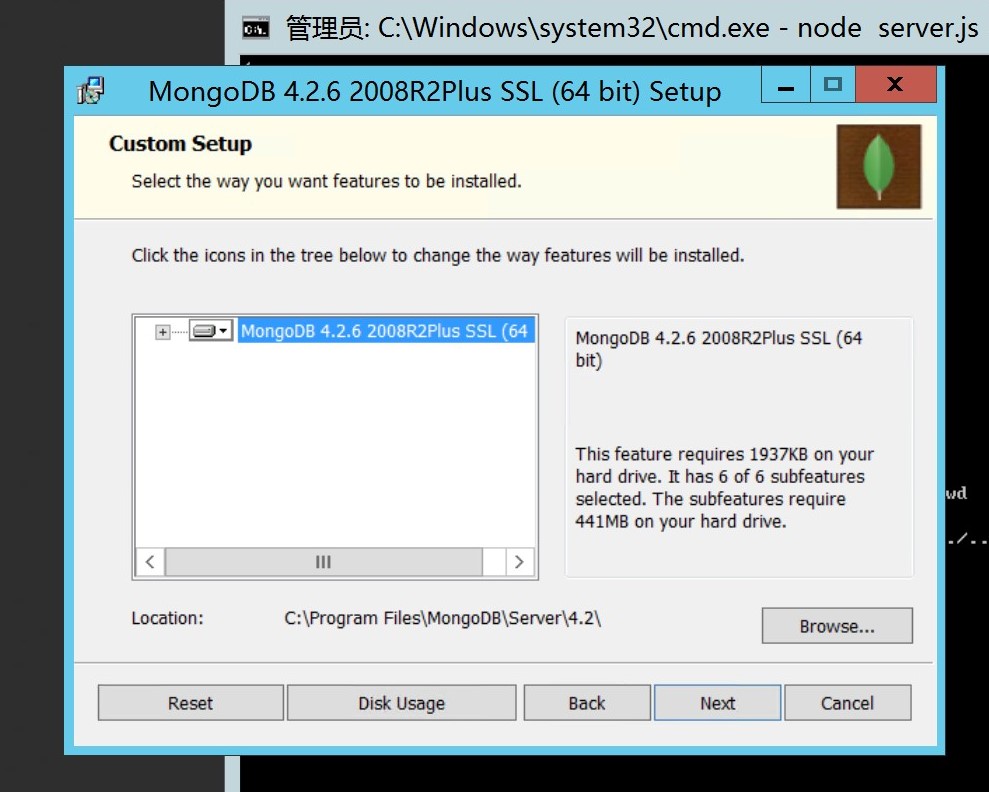 管理员: C:\Windows\system32\cmd.exe - node  server.js
MongoDB 4.2.6 2008R2Plus SSL (64 bit) Setup
Custom Setup
Select the way you want features to be installed.
Click the icons in the tree below to change the way features will be installed.
MongoDB 4.2.6 2008R2Plus SSL (64
MongoDB 4.2.6 2008R2Plus SSL (64
bit)
This feature requires 1937KB on your
hard drive. It has 6 of 6 subfeatures
selected. The subfeatures require
441MB on your hard drive.
wd
./..
Location:
C:\Program Files\MongoDB\Server\4.2\
Browse...
Reset
Disk Usage
Back
Next
Cancel